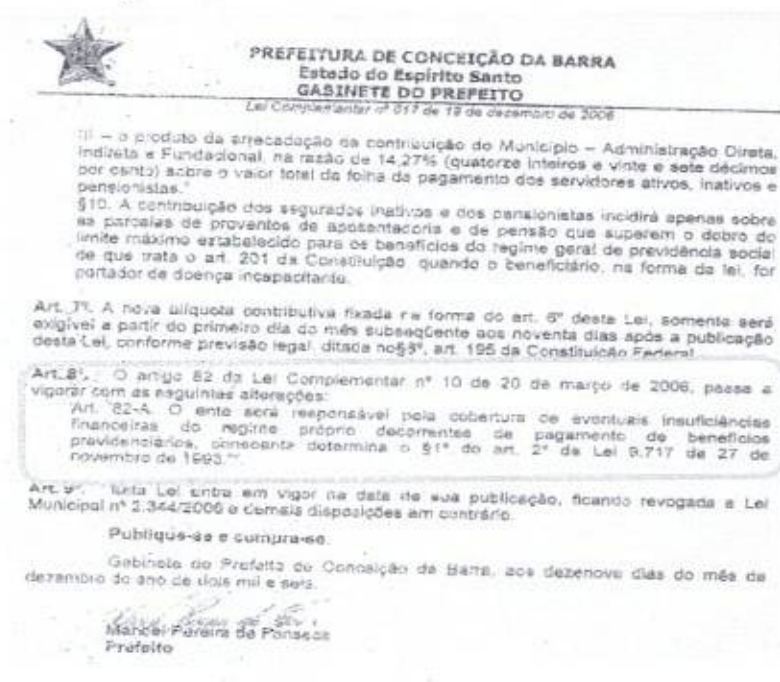 PREFEITURA DE CONCEIÇÃO DA BARRA
Estado do Espírito Santo
GABINETE DO PREFEITO
Lei Complementar nº 017 de 19 de dezembro de 2006
III – o produto da arrecadação da contribuição do Município – Administração Direta,
Indireta e Fundacional, na razão de 14,27% (quatorze inteiros e vinte e sete décimos
por cento) sobre o valor total da folha de pagamento dos servidores ativos, inativos e
pensionistas."
§10. A contribuição dos segurados inativos e dos pensionistas incidirá apenas sobre
as parcelas de proventos de aposentadoria e de pensão que superem o dobro do
limite máximo estabelecido para os benefícios do regime geral de previdência social
de que trata o art. 201 da Constituição, quando o beneficiário, na forma da lei, for
portador de doença incapacitante.
Art. 7º. A nova alíquota contributiva fixada na forma do art. 6º desta Lei, somente será
exigível a partir do primeiro dia do mês subseqüente aos noventa dias após a publicação
desta Lei, conforme previsão legal, ditada no§6º, art. 195 da Constituição Federal
Art. 8º. O artigo 82 da Lei Complementar nº 10 de 20 de março de 2006, passa a
vigorar com as seguintes alterações:
"Art. "82-A. O ente será responsável pela cobertura de eventuais insuficiências
financeiras do regime próprio decorrentes de pagamento de benefícios
previdenciários, consoante determina o §1º do art. 2º da Lei 9.717 de 27 de
novembro de 1998.""
Art. 9º. Esta Lei entra em vigor na data de sua publicação, ficando revogada a Lei
Municipal nº 2.344/2006 e demais disposições em contrário.
Publique-se e cumpra-se.
Gabinete do Prefeito de Conceição da Barra, aos dezenove dias do mês de
dezembro do ano de dois mil e seis.
Manoel Pereira da Fonseca
Prefeito